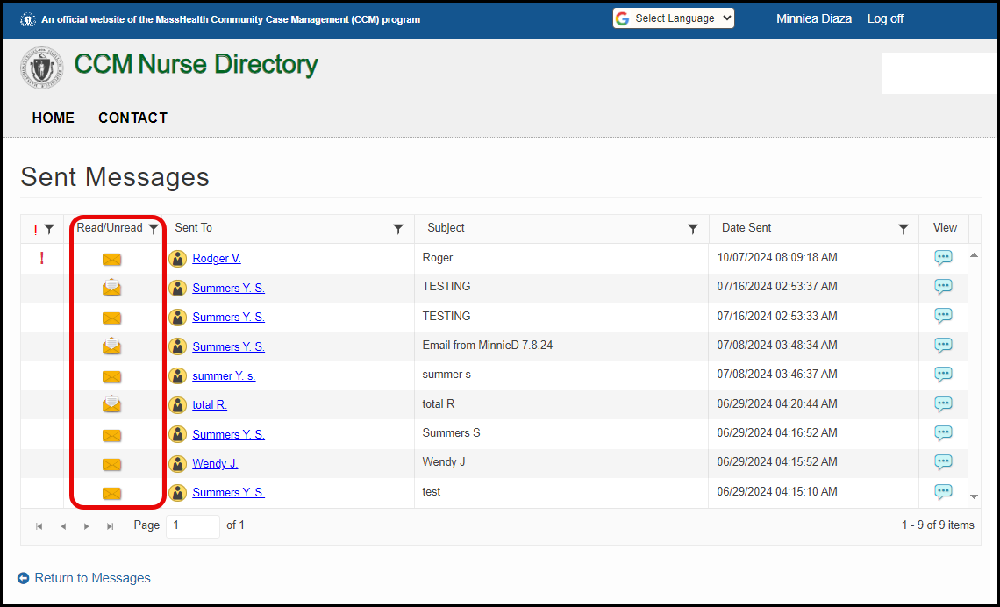 An official website of the MassHealth Community Case Management (CCM) program
Select Language
Minniea Diaza Log off
CCM Nurse Directory
HOME CONTACT
Sent Messages
! Read/Unread Sent To Subject Date Sent View
! Rodger V. Roger 10/07/2024 08:09:18 AM
Summers Y. S. TESTING 07/16/2024 02:53:37 AM
Summers Y. S. TESTING 07/16/2024 02:53:33 AM
Summers Y. S. Email from MinnieD 7.8.24 07/08/2024 03:48:34 AM
summer Y. s. summer s 07/08/2024 03:46:37 AM
total R. total R 06/29/2024 04:20:44 AM
Summers Y. S. Summers S 06/29/2024 04:16:52 AM
Wendy J. Wendy J 06/29/2024 04:15:52 AM
Summers Y. S. test 06/29/2024 04:15:10 AM
Page 1 of 1 1 - 9 of 9 items
Return to Messages